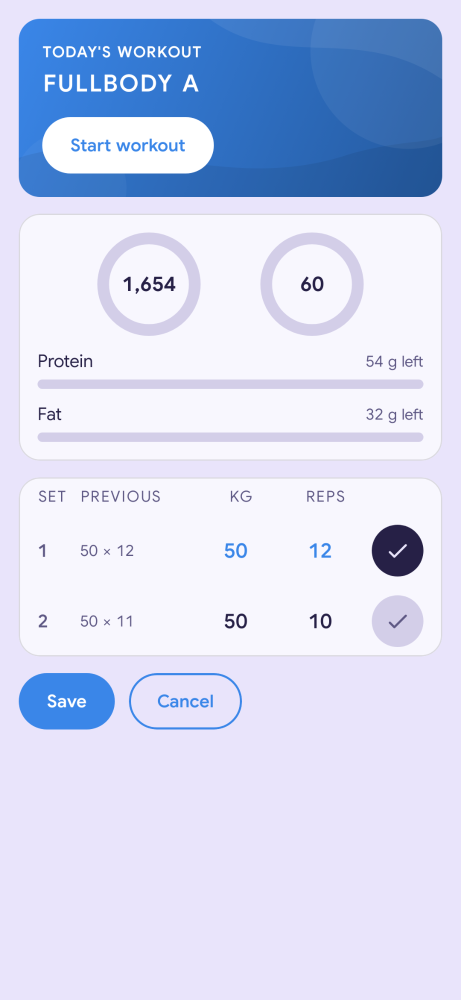 TODAY'S WORKOUT
FULLBODY A
Start workout
1,654
60
Protein 54 g left
Fat 32 g left
SET PREVIOUS KG REPS
1 50 × 12 50 12
2 50 × 11 50 10
Save Cancel